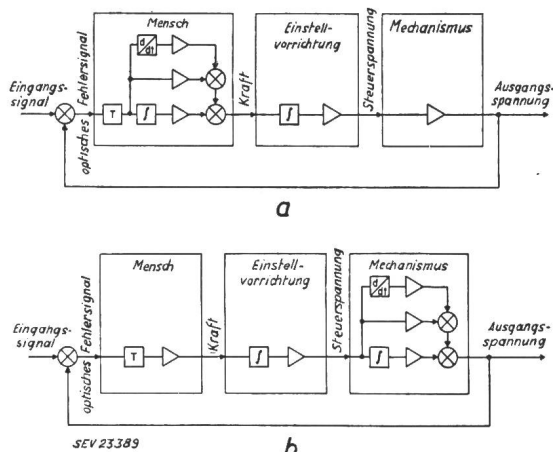 Mensch
Einstell-
vorrichtung
Mechanismus
Eingangs-
signal
optisches Fehlersignal
d/dt
T
∫
Kraft
∫
Steuerspannung
Ausgangs-
spannung
a
Mensch
Einstell-
vorrichtung
Mechanismus
Eingangs-
signal
optisches Fehlersignal
T
Kraft
∫
Steuerspannung
d/dt
∫
Ausgangs-
spannung
SEV 23389
b